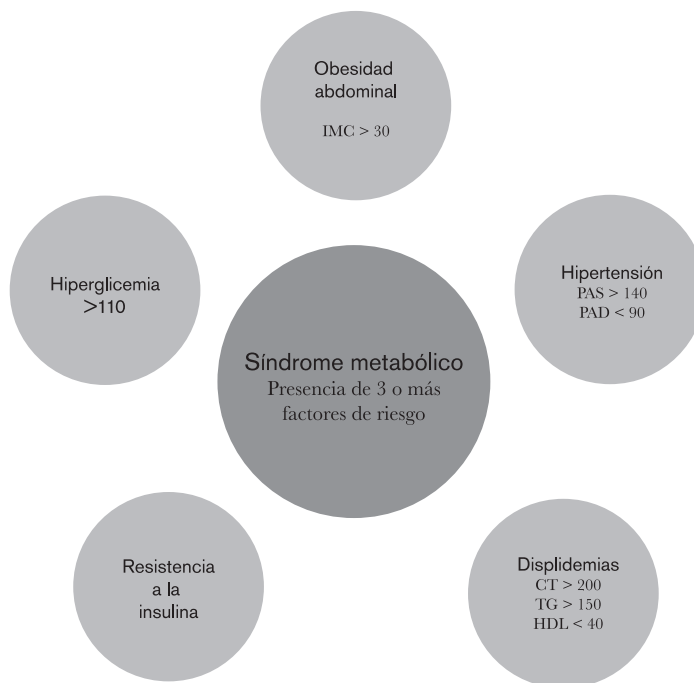 Obesidad
abdominal
IMC > 30
Hiperglicemia
>110
Hipertensión
PAS > 140
PAD < 90
Síndrome metabólico
Presencia de 3 o más
factores de riesgo
Resistencia
a la
insulina
Displidemias
CT > 200
TG > 150
HDL < 40